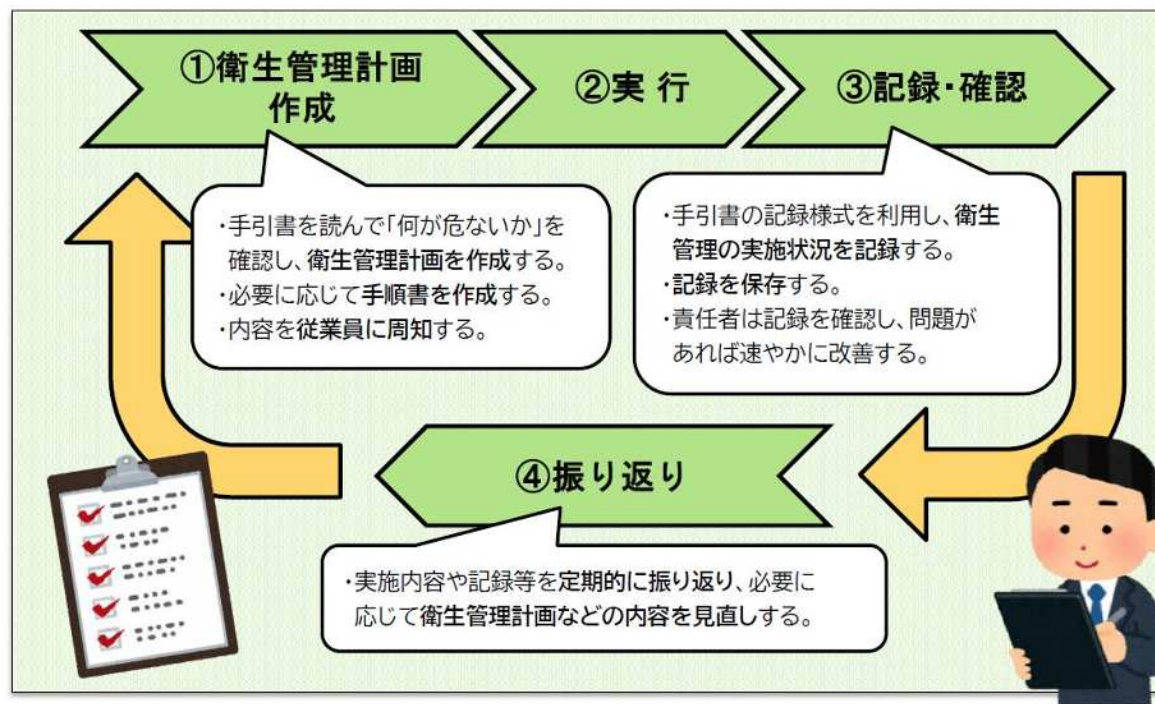 ①衛生管理計画
作成
②実 行
③記録・確認
・手引書を読んで「何が危ないか」を
確認し、衛生管理計画を作成する。
・必要に応じて手順書を作成する。
・内容を従業員に周知する。
・手引書の記録様式を利用し、衛生
管理の実施状況を記録する。
・記録を保存する。
・責任者は記録を確認し、問題が
あれば速やかに改善する。
④振り返り
・実施内容や記録等を定期的に振り返り、必要に
応じて衛生管理計画などの内容を見直しする。